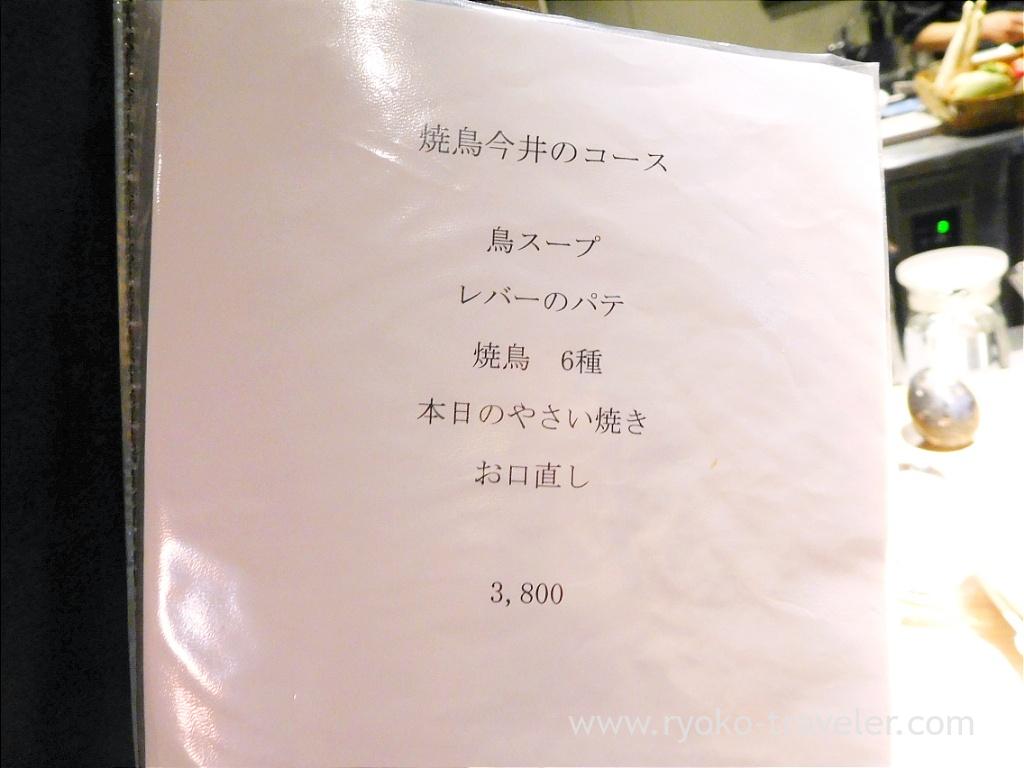 焼鳥今井のコース
鳥スープ
レバーのパテ
焼鳥　6種
本日のやさい焼き
お口直し
3,800
www.ryoko-traveler.com